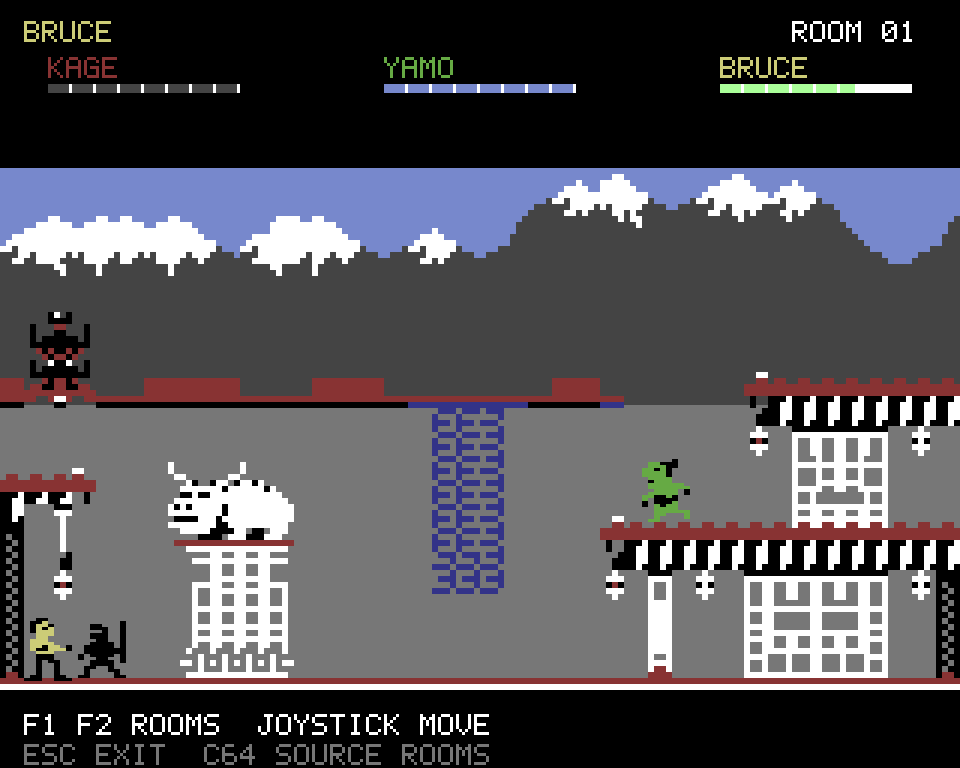 BRUCE ROOM 01
KAGE YAMO BRUCE
F1 F2 ROOMS JOYSTICK MOVE
ESC EXIT C64 SOURCE ROOMS